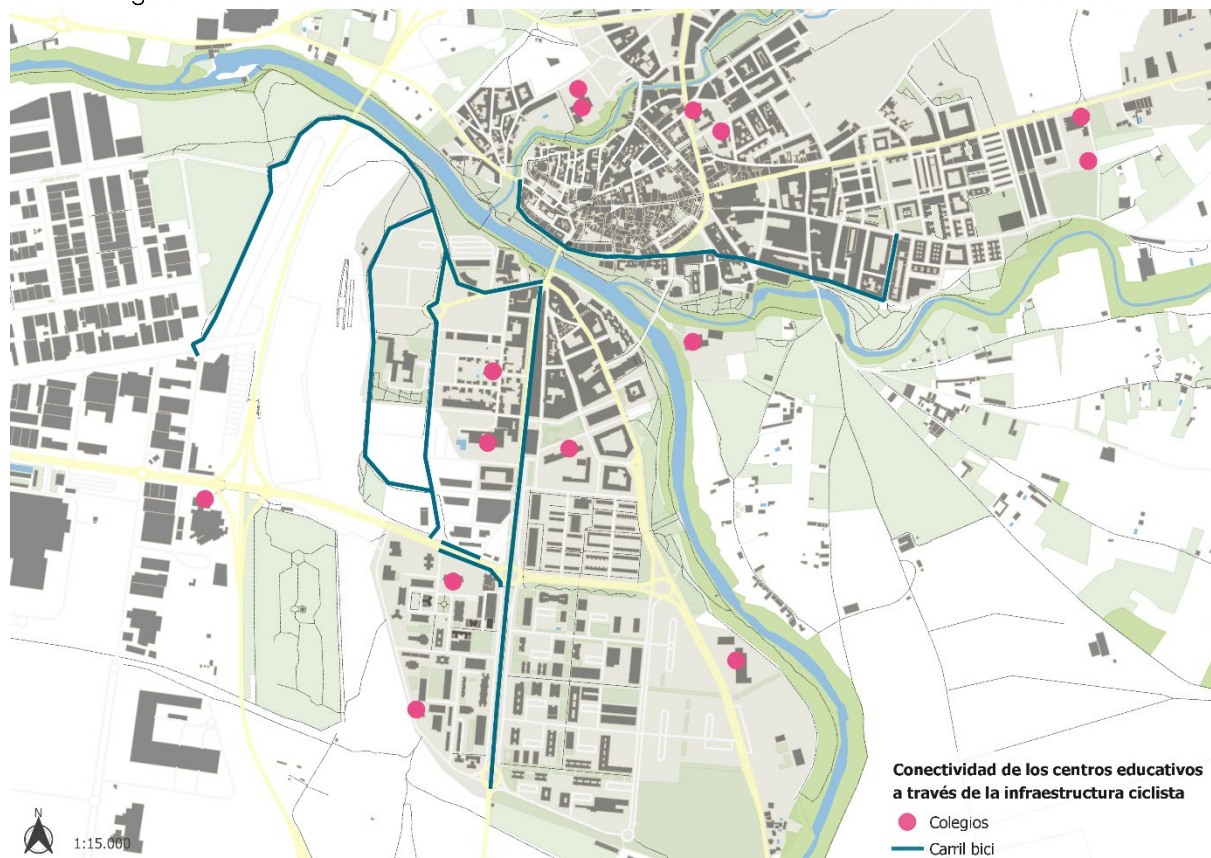 N
1:15.000
Conectividad de los centros educativos
a través de la infraestructura ciclista
Colegios
Carril bici